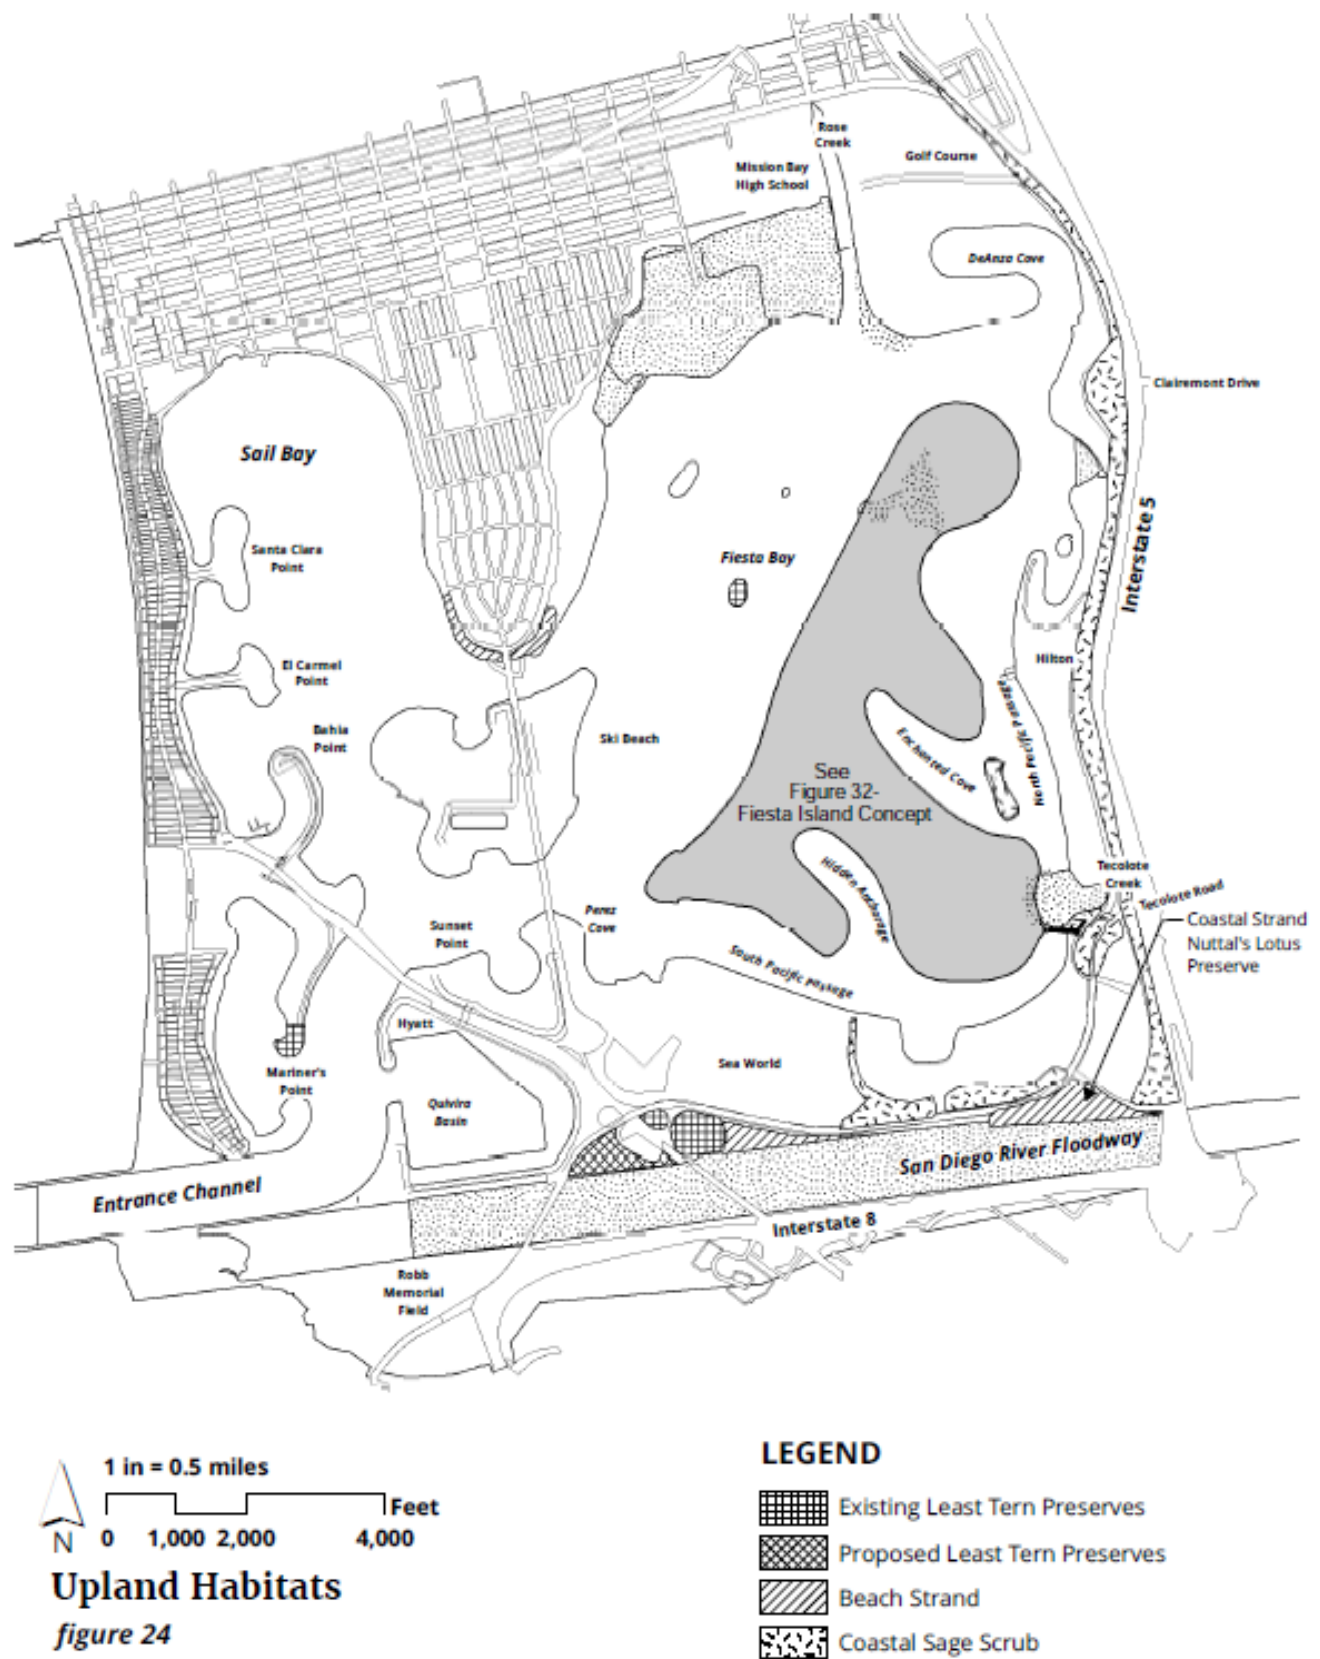 Rose
Creek
Golf Course
Mission Bay
High School
DeAnza Cove
Clairemont Drive
Sail Bay
Interstate 5
Santa Clara
Point
Fiesta Bay
El Carmel
Point
Hilton
Bahia
Point
Ski Beach
North Pacific Passage
Enchanted Cove
See
Figure 32-
Fiesta Island Concept
Hidden Anchorage
Tecolote
Creek
Tecolote Road
Perez
Cove
Sunset
Point
Coastal Strand
Nuttal's Lotus
Preserve
South Pacific Passage
Hyatt
Sea World
Mariner's
Point
Quivira
Basin
San Diego River Floodway
Entrance Channel
Interstate 8
Robb
Memorial
Field
1 in = 0.5 miles
Feet
N
0 1,000 2,000 4,000
Upland Habitats
figure 24
LEGEND
Existing Least Tern Preserves
Proposed Least Tern Preserves
Beach Strand
Coastal Sage Scrub